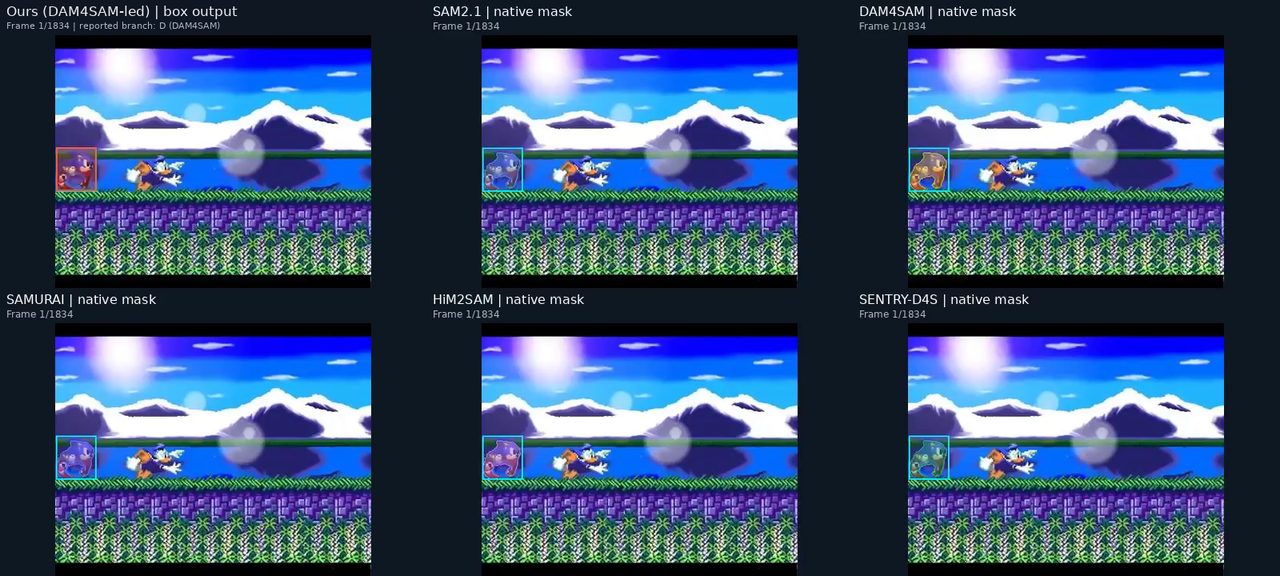 Ours (DAM4SAM-led) | box output
Frame 1/1834 | reported branch: D (DAM4SAM)
SAM2.1 | native mask
Frame 1/1834
DAM4SAM | native mask
Frame 1/1834
SAMURAI | native mask
Frame 1/1834
HiM2SAM | native mask
Frame 1/1834
SENTRY-D4S | native mask
Frame 1/1834